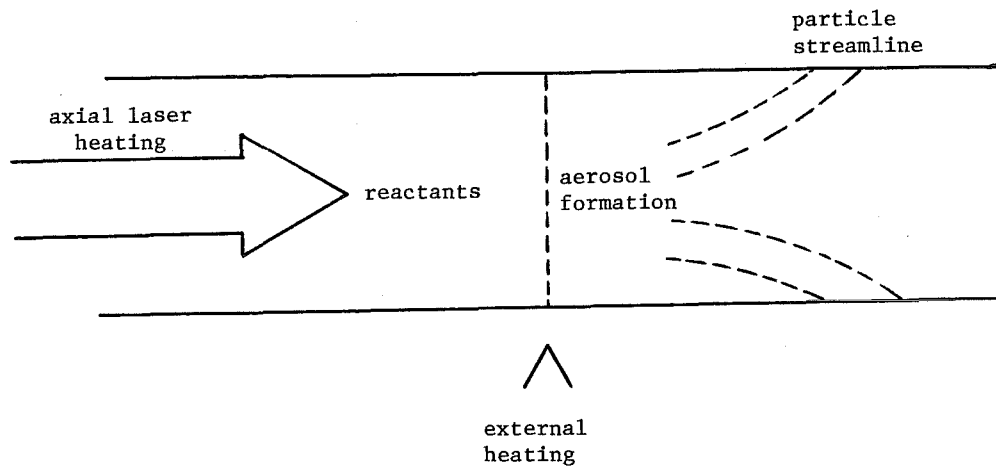 particle
streamline
axial laser
heating
reactants
aerosol
formation
external
heating